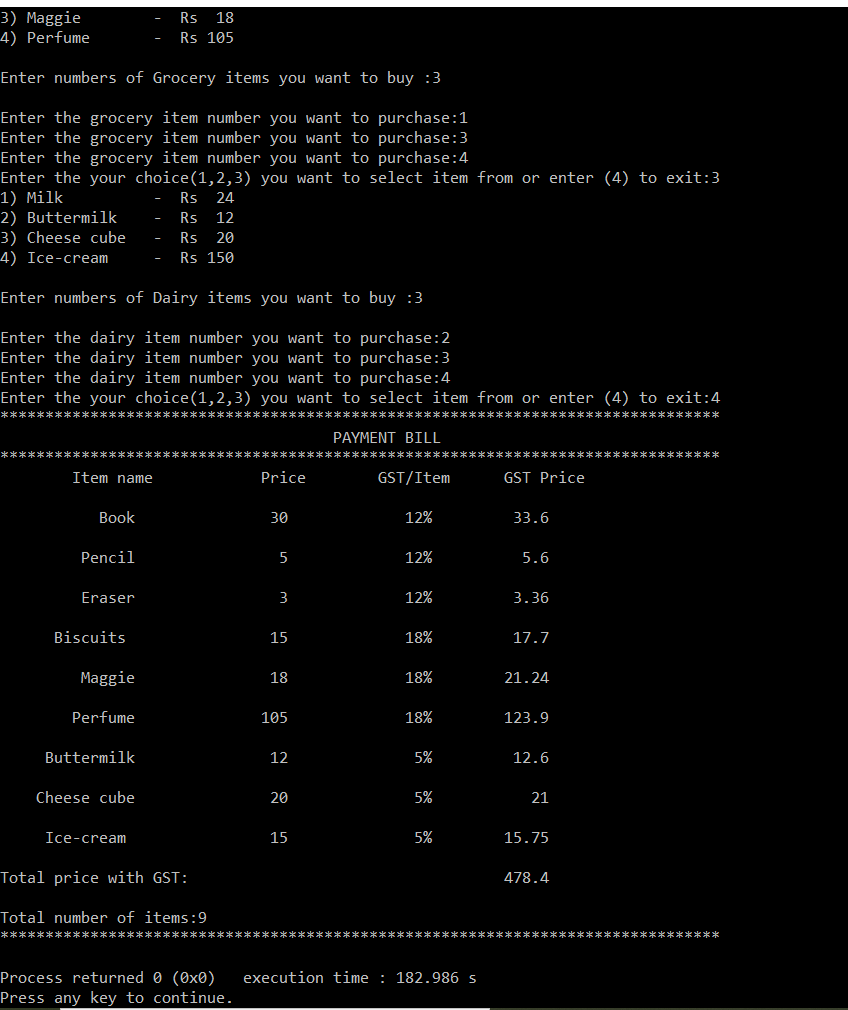 3) Maggie        -  Rs  18
4) Perfume       -  Rs 105
Enter numbers of Grocery items you want to buy :3
Enter the grocery item number you want to purchase:1
Enter the grocery item number you want to purchase:3
Enter the grocery item number you want to purchase:4
Enter the your choice(1,2,3) you want to select item from or enter (4) to exit:3
1) Milk          -  Rs  24
2) Buttermilk    -  Rs  12
3) Cheese cube   -  Rs  20
4) Ice-cream     -  Rs 150
Enter numbers of Dairy items you want to buy :3
Enter the dairy item number you want to purchase:2
Enter the dairy item number you want to purchase:3
Enter the dairy item number you want to purchase:4
Enter the your choice(1,2,3) you want to select item from or enter (4) to exit:4
********************************************************************************
                                     PAYMENT BILL
********************************************************************************
        Item name            Price        GST/Item      GST Price
           Book               30             12%         33.6
         Pencil                5             12%          5.6
         Eraser                3             12%         3.36
      Biscuits                15             18%         17.7
         Maggie               18             18%        21.24
        Perfume              105             18%        123.9
     Buttermilk               12              5%         12.6
    Cheese cube               20              5%           21
     Ice-cream                15              5%        15.75
Total price with GST:                                   478.4
Total number of items:9
********************************************************************************
Process returned 0 (0x0)   execution time : 182.986 s
Press any key to continue.